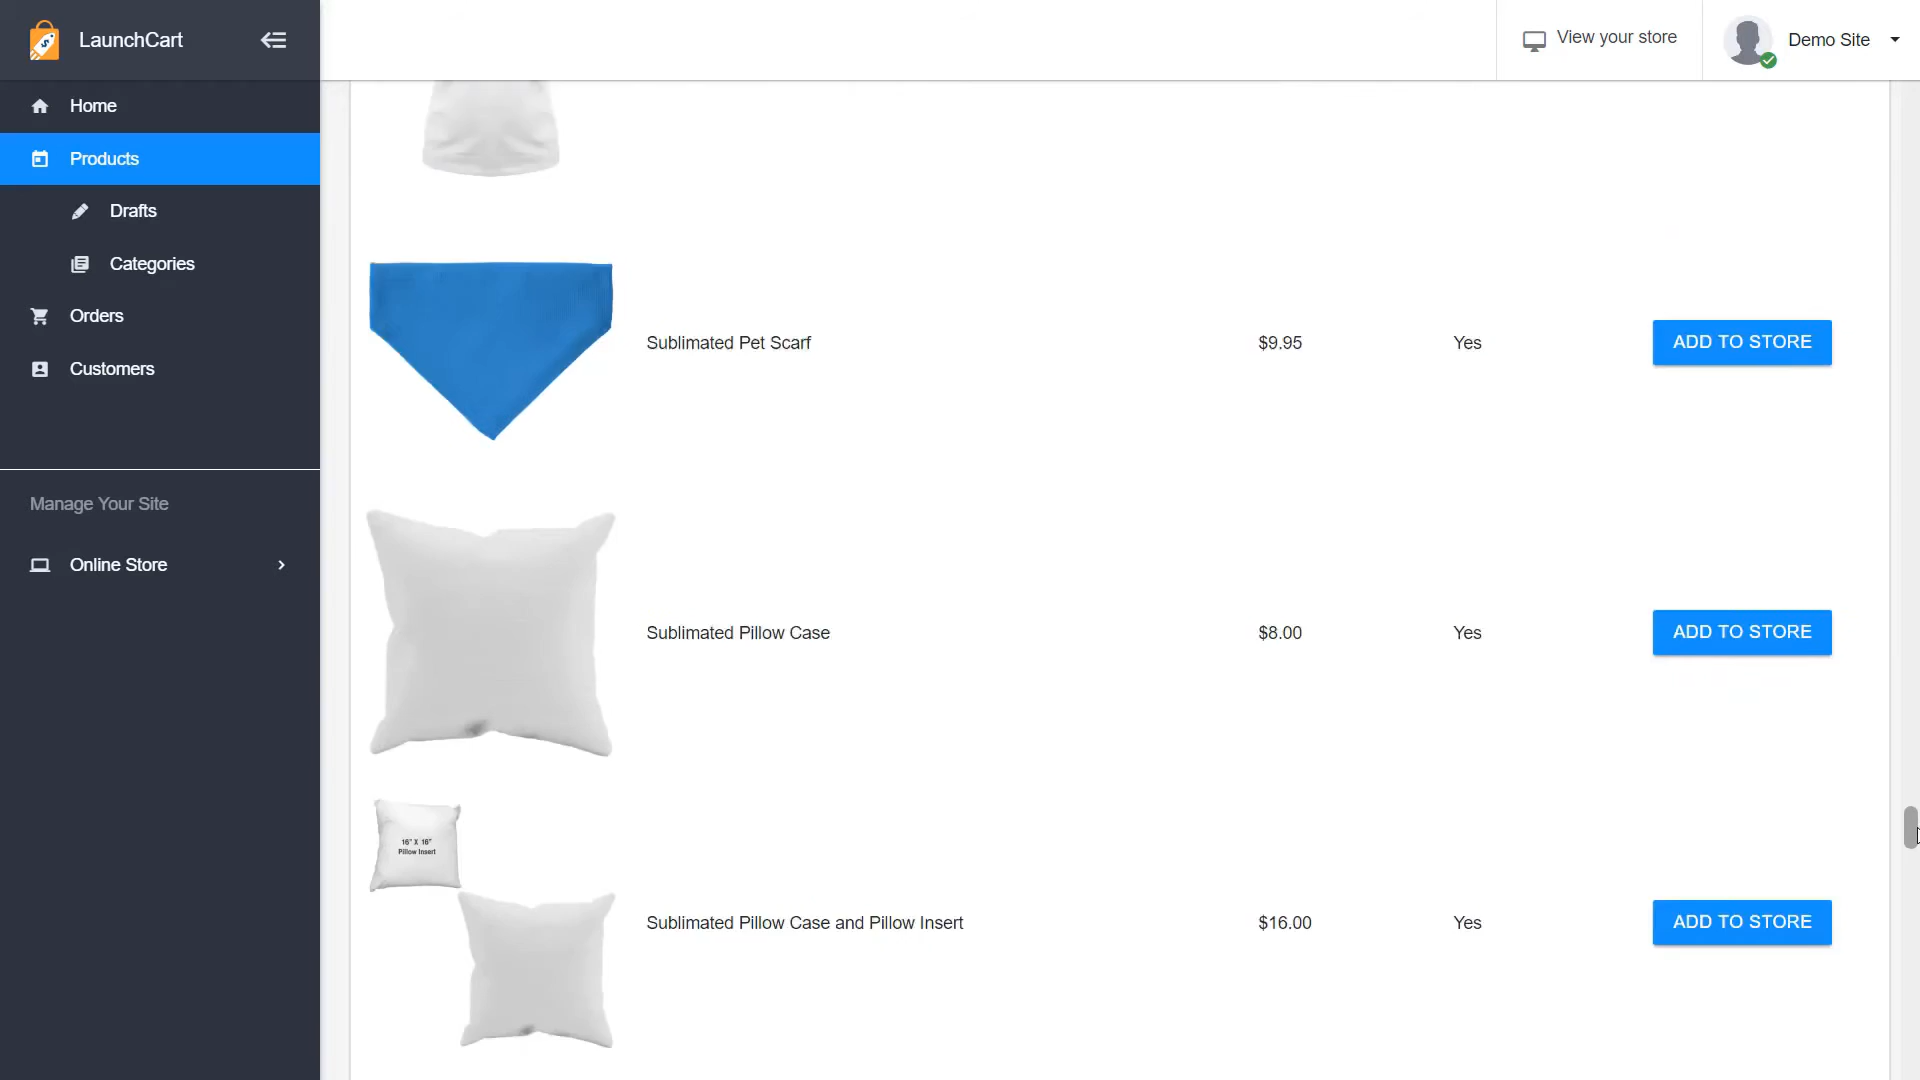 LaunchCart
View your store
Demo Site
Home
Products
Drafts
Categories
Orders
Customers
Manage Your Site
Online Store
Sublimated Pet Scarf $9.95 Yes ADD TO STORE
Sublimated Pillow Case $8.00 Yes ADD TO STORE
16" X 16"
Pillow Insert
Sublimated Pillow Case and Pillow Insert $16.00 Yes ADD TO STORE